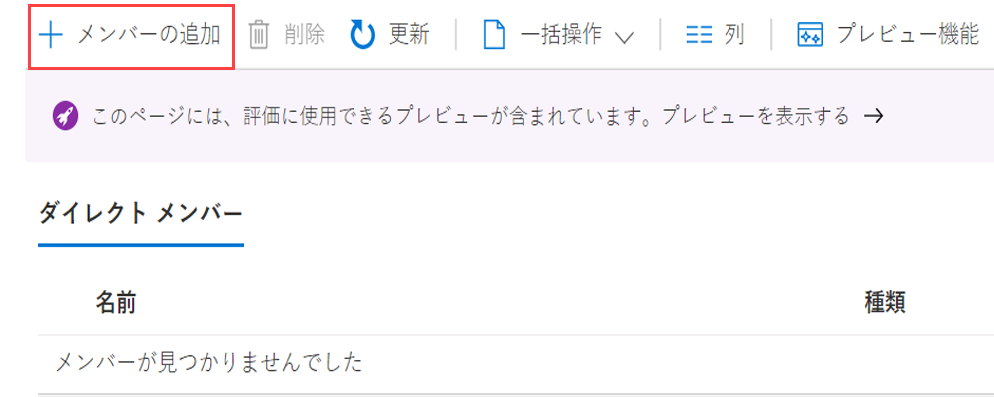 メンバーの追加 削除 更新 一括操作 列 プレビュー機能
このページには、評価に使用できるプレビューが含まれています。プレビューを表示する →
ダイレクト メンバー
名前 種類
メンバーが見つかりませんでした